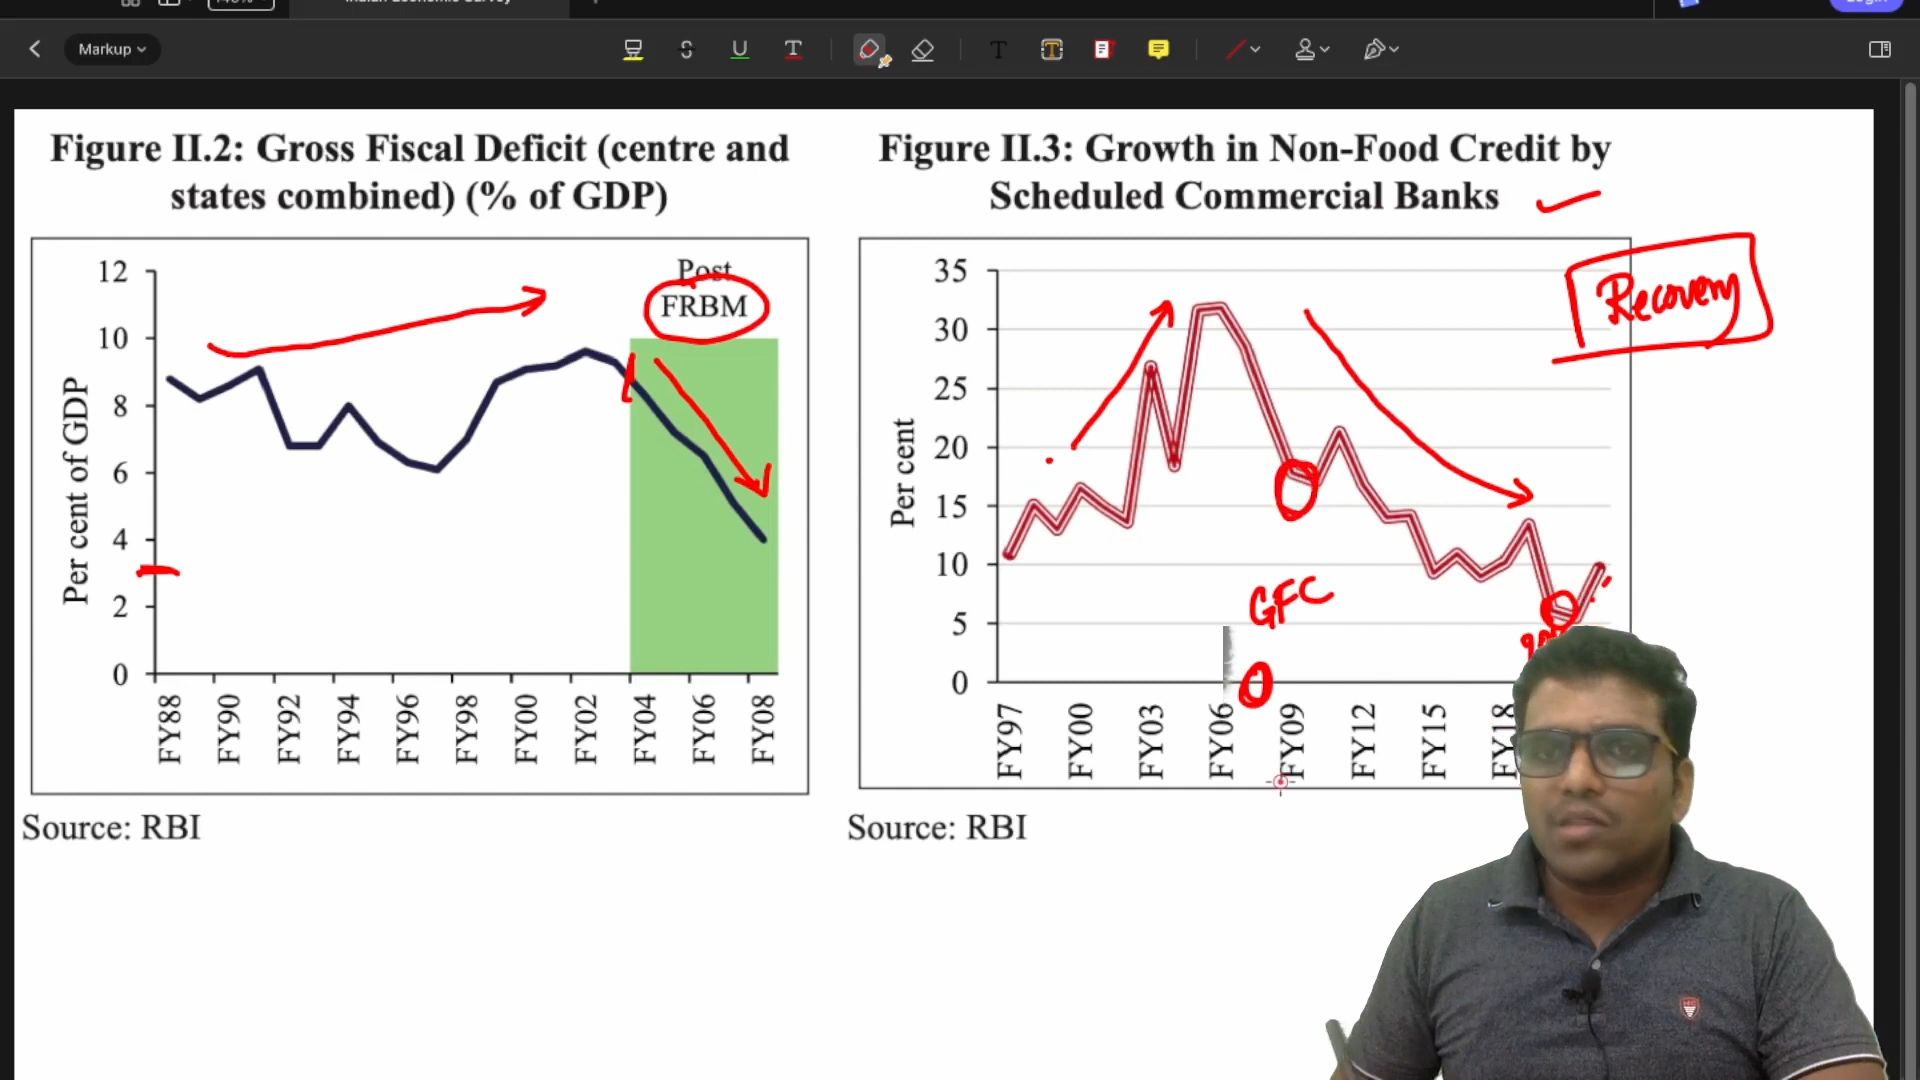 Markup
Figure II.2: Gross Fiscal Deficit (centre and
states combined) (% of GDP)
Per cent of GDP
12
10
8
6
4
2
0
Post
FRBM
FY88
FY90
FY92
FY94
FY96
FY98
FY00
FY02
FY04
FY06
FY08
Source: RBI
Figure II.3: Growth in Non-Food Credit by
Scheduled Commercial Banks
Recovery
Per cent
35
30
25
20
15
10
5
0
GFC
FY97
FY00
FY03
FY06
FY09
FY12
FY15
FY18
Source: RBI